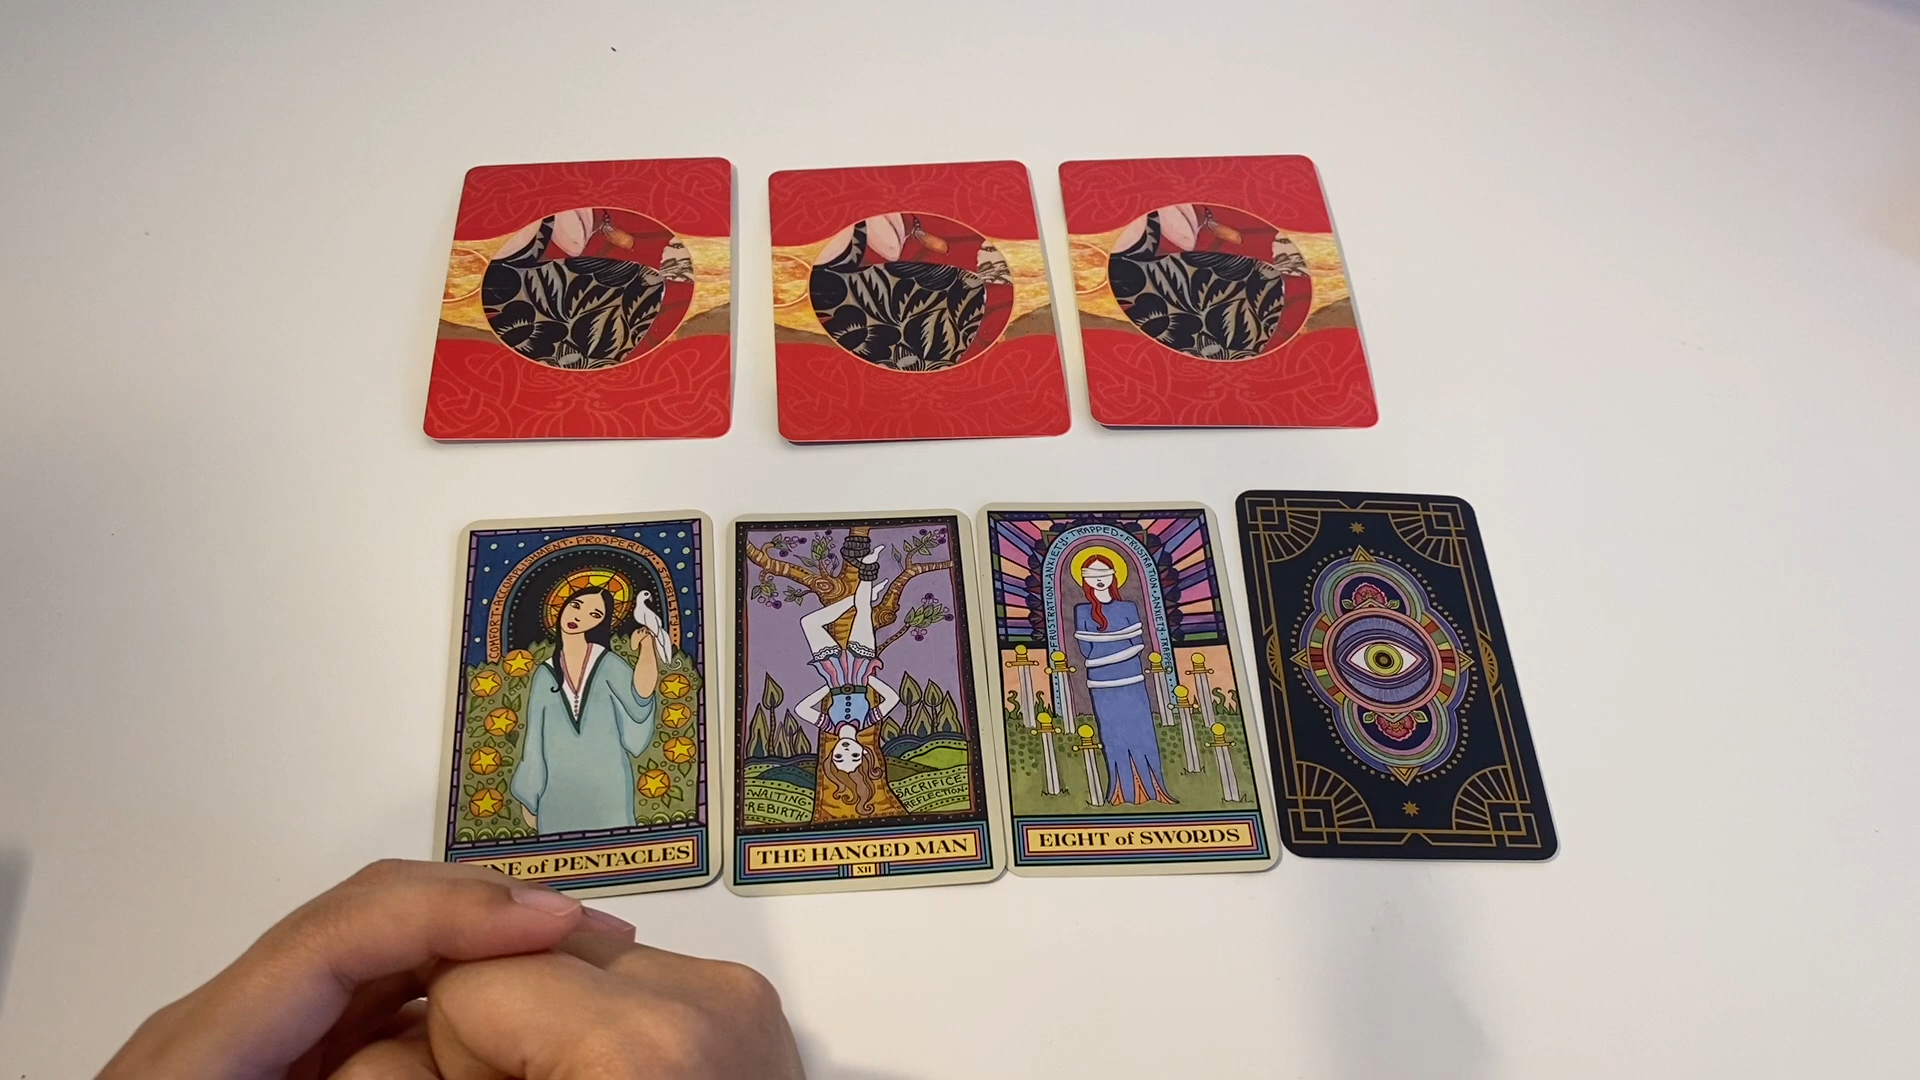 COMFORT · ACCOMPLISHMENT · PROSPERITY · STABILITY
NE of PENTACLES
WAITING
REBIRTH
SACRIFICE
REFLECTION
THE HANGED MAN
XII
FRUSTRATION · ANXIETY · TRAPPED · FRUSTRATION · ANXIETY · TRAPPED
EIGHT of SWORDS